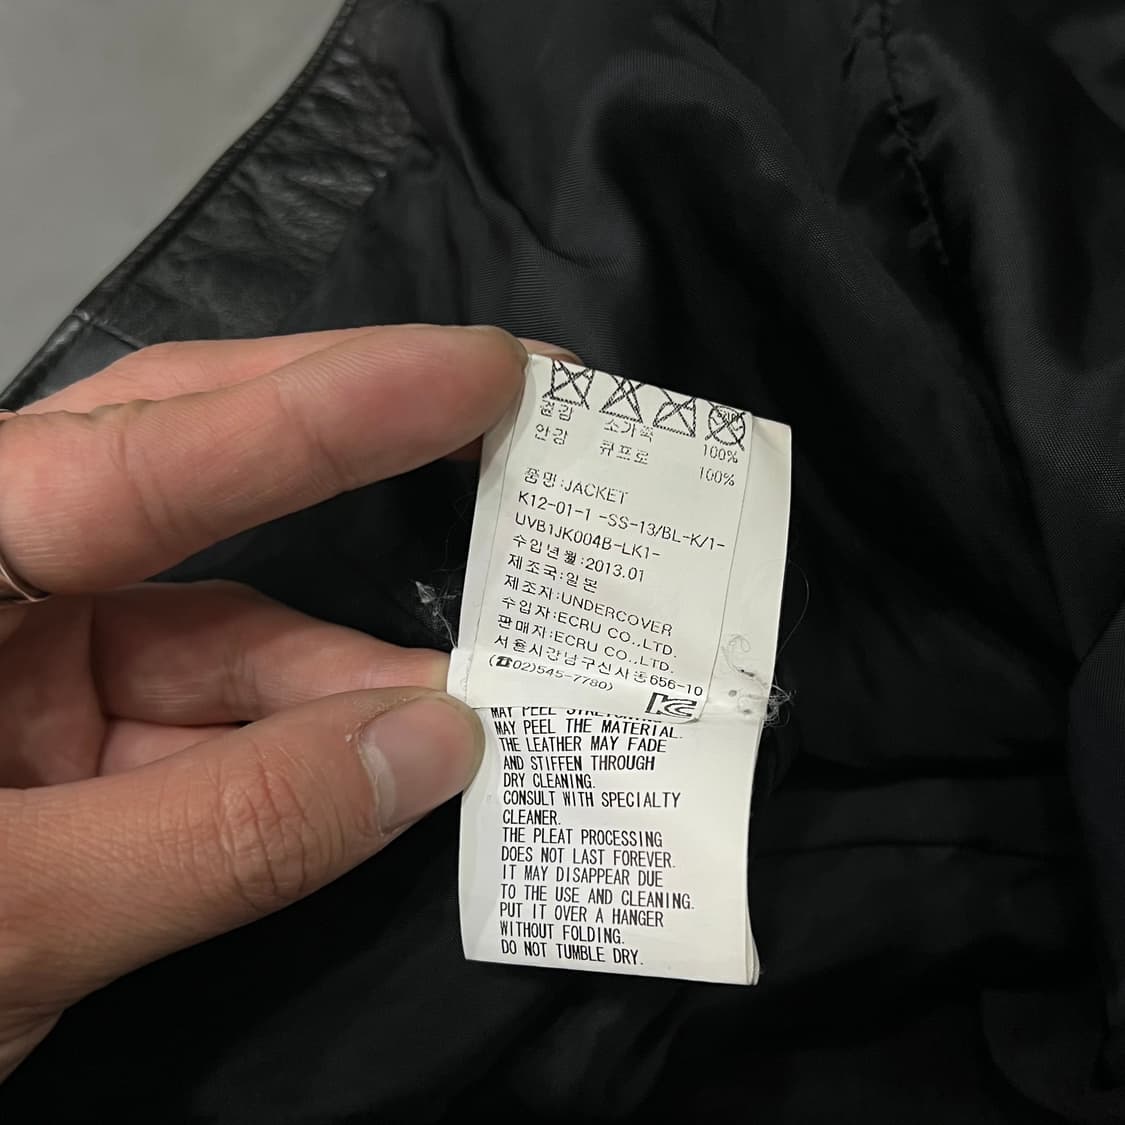 겉감 소가죽 100%
안감 큐프로 100%
품명:JACKET
K12-01-1 -SS-13/BL-K/1-
UVB1JK004B-LK1-
수입년월:2013.01
제조국:일본
제조자:UNDERCOVER
수입자:ECRU CO.,LTD.
판매자:ECRU CO.,LTD.
서울시강남구신사동656-10
(☎02)545-7780)
MAY PEEL
MAY PEEL THE MATERIAL.
THE LEATHER MAY FADE
AND STIFFEN THROUGH
DRY CLEANING.
CONSULT WITH SPECIALTY
CLEANER.
THE PLEAT PROCESSING
DOES NOT LAST FOREVER.
IT MAY DISAPPEAR DUE
TO THE USE AND CLEANING.
PUT IT OVER A HANGER
WITHOUT FOLDING.
DO NOT TUMBLE DRY.